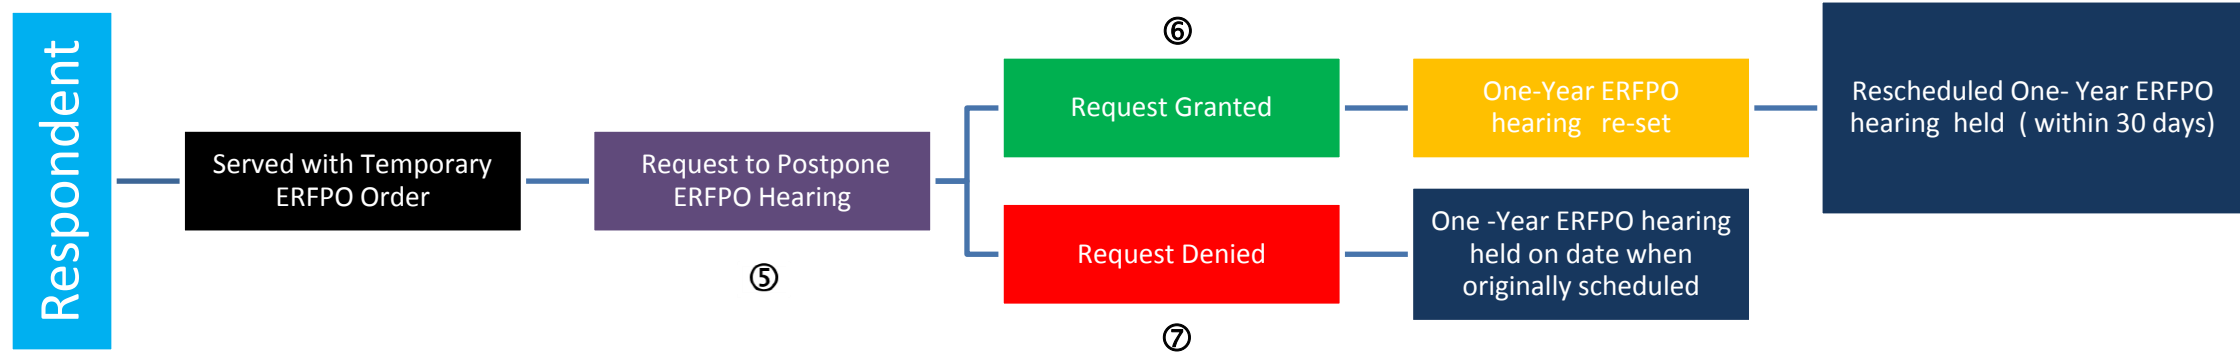 Respondent
Served with Temporary
ERFPO Order
Request to Postpone
ERFPO Hearing
⑤
⑥
Request Granted
One-Year ERFPO
hearing re-set
Rescheduled One- Year ERFPO
hearing held ( within 30 days)
Request Denied
⑦
One -Year ERFPO hearing
held on date when
originally scheduled